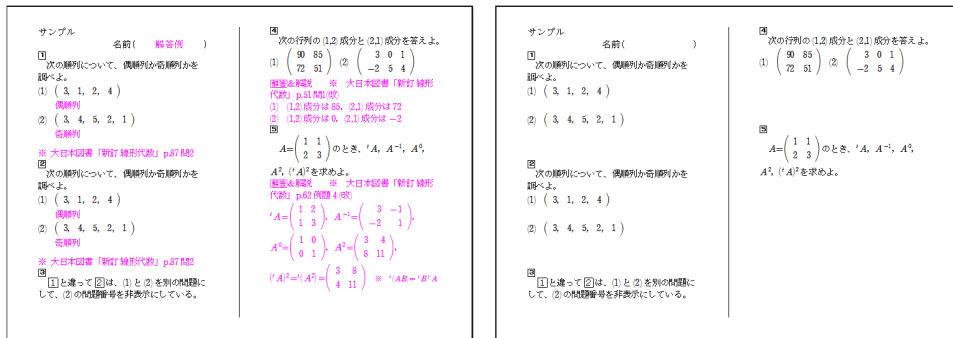 サンプル
名前( 解答例 )
1
次の順列について、偶順列か奇順列かを
調べよ。
(1) ( 3, 1, 2, 4 )
偶順列
(2) ( 3, 4, 5, 2, 1 )
奇順列
※ 大日本図書「新訂 線形代数」p.87 問2
2
次の順列について、偶順列か奇順列かを
調べよ。
(1) ( 3, 1, 2, 4 )
偶順列
(2) ( 3, 4, 5, 2, 1 )
奇順列
※ 大日本図書「新訂 線形代数」p.87 問2
3
1 と違って 2 は、(1) と (2) を別の問題に
して、(2) の問題番号を非表示にしている。
4
次の行列の (1,2) 成分と (2,1) 成分を答えよ。
(1) ( 90 85 ) (2) ( 3 0 1 )
( 72 51 ) ( −2 5 4 )
解答&解説 ※ 大日本図書「新訂 線形
代数」p.51 問1(改)
(1) (1,2) 成分は 85, (2,1) 成分は 72
(2) (1,2) 成分は 0, (2,1) 成分は −2
5
A=( 1 1 ) のとき、ᵗA, A⁻¹, A⁰,
( 2 3 )
A², (ᵗA)² を求めよ。
解答&解説 ※ 大日本図書「新訂 線形
代数」p.62 例題 4 (改)
ᵗA=( 1 2 ), A⁻¹=( 3 −1 ),
( 1 3 ) ( −2 1 )
A⁰=( 1 0 ), A²=( 3 4 ),
( 0 1 ) ( 8 11 )
(ᵗA)²=ᵗ(A²)=( 3 8 ) ※ ᵗ(AB)=ᵗBᵗA
( 4 11 )
サンプル
名前( )
1
次の順列について、偶順列か奇順列かを
調べよ。
(1) ( 3, 1, 2, 4 )
(2) ( 3, 4, 5, 2, 1 )
2
次の順列について、偶順列か奇順列かを
調べよ。
(1) ( 3, 1, 2, 4 )
(2) ( 3, 4, 5, 2, 1 )
3
1 と違って 2 は、(1) と (2) を別の問題に
して、(2) の問題番号を非表示にしている。
4
次の行列の (1,2) 成分と (2,1) 成分を答えよ。
(1) ( 90 85 ) (2) ( 3 0 1 )
( 72 51 ) ( −2 5 4 )
5
A=( 1 1 ) のとき、ᵗA, A⁻¹, A⁰,
( 2 3 )
A², (ᵗA)² を求めよ。